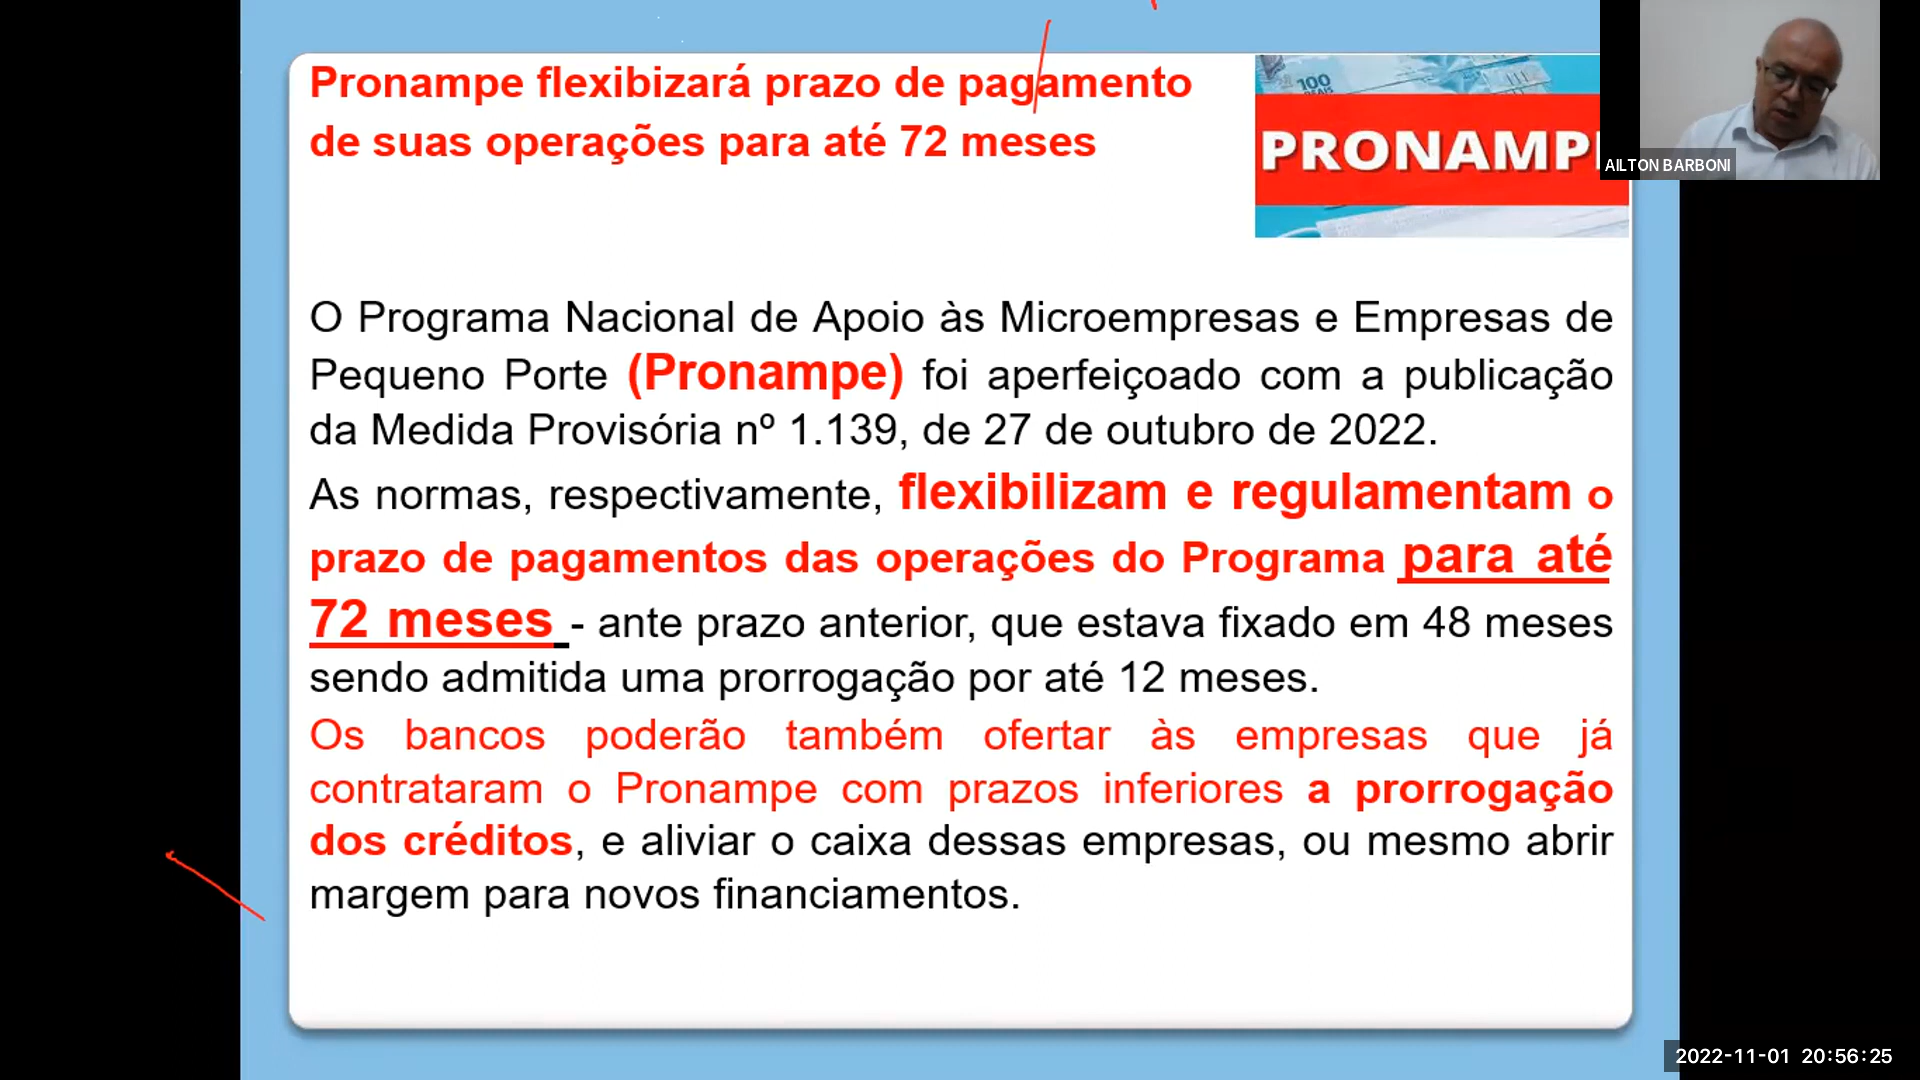 Pronampe flexibizará prazo de pagamento
de suas operações para até 72 meses
100
REAIS
PRONAMP
AILTON BARBONI
O Programa Nacional de Apoio às Microempresas e Empresas de
Pequeno Porte (Pronampe) foi aperfeiçoado com a publicação
da Medida Provisória nº 1.139, de 27 de outubro de 2022.
As normas, respectivamente, flexibilizam e regulamentam o
prazo de pagamentos das operações do Programa para até
72 meses - ante prazo anterior, que estava fixado em 48 meses
sendo admitida uma prorrogação por até 12 meses.
Os bancos poderão também ofertar às empresas que já
contrataram o Pronampe com prazos inferiores a prorrogação
dos créditos, e aliviar o caixa dessas empresas, ou mesmo abrir
margem para novos financiamentos.
2022-11-01 20:56:25